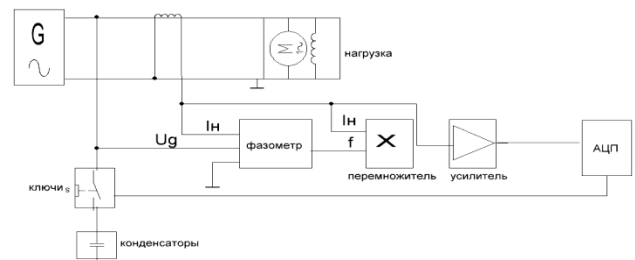 G
M
нагрузка
Iн
Iн
Ug
фазометр
f
X
АЦП
перемножитель
усилитель
ключи
s
конденсаторы